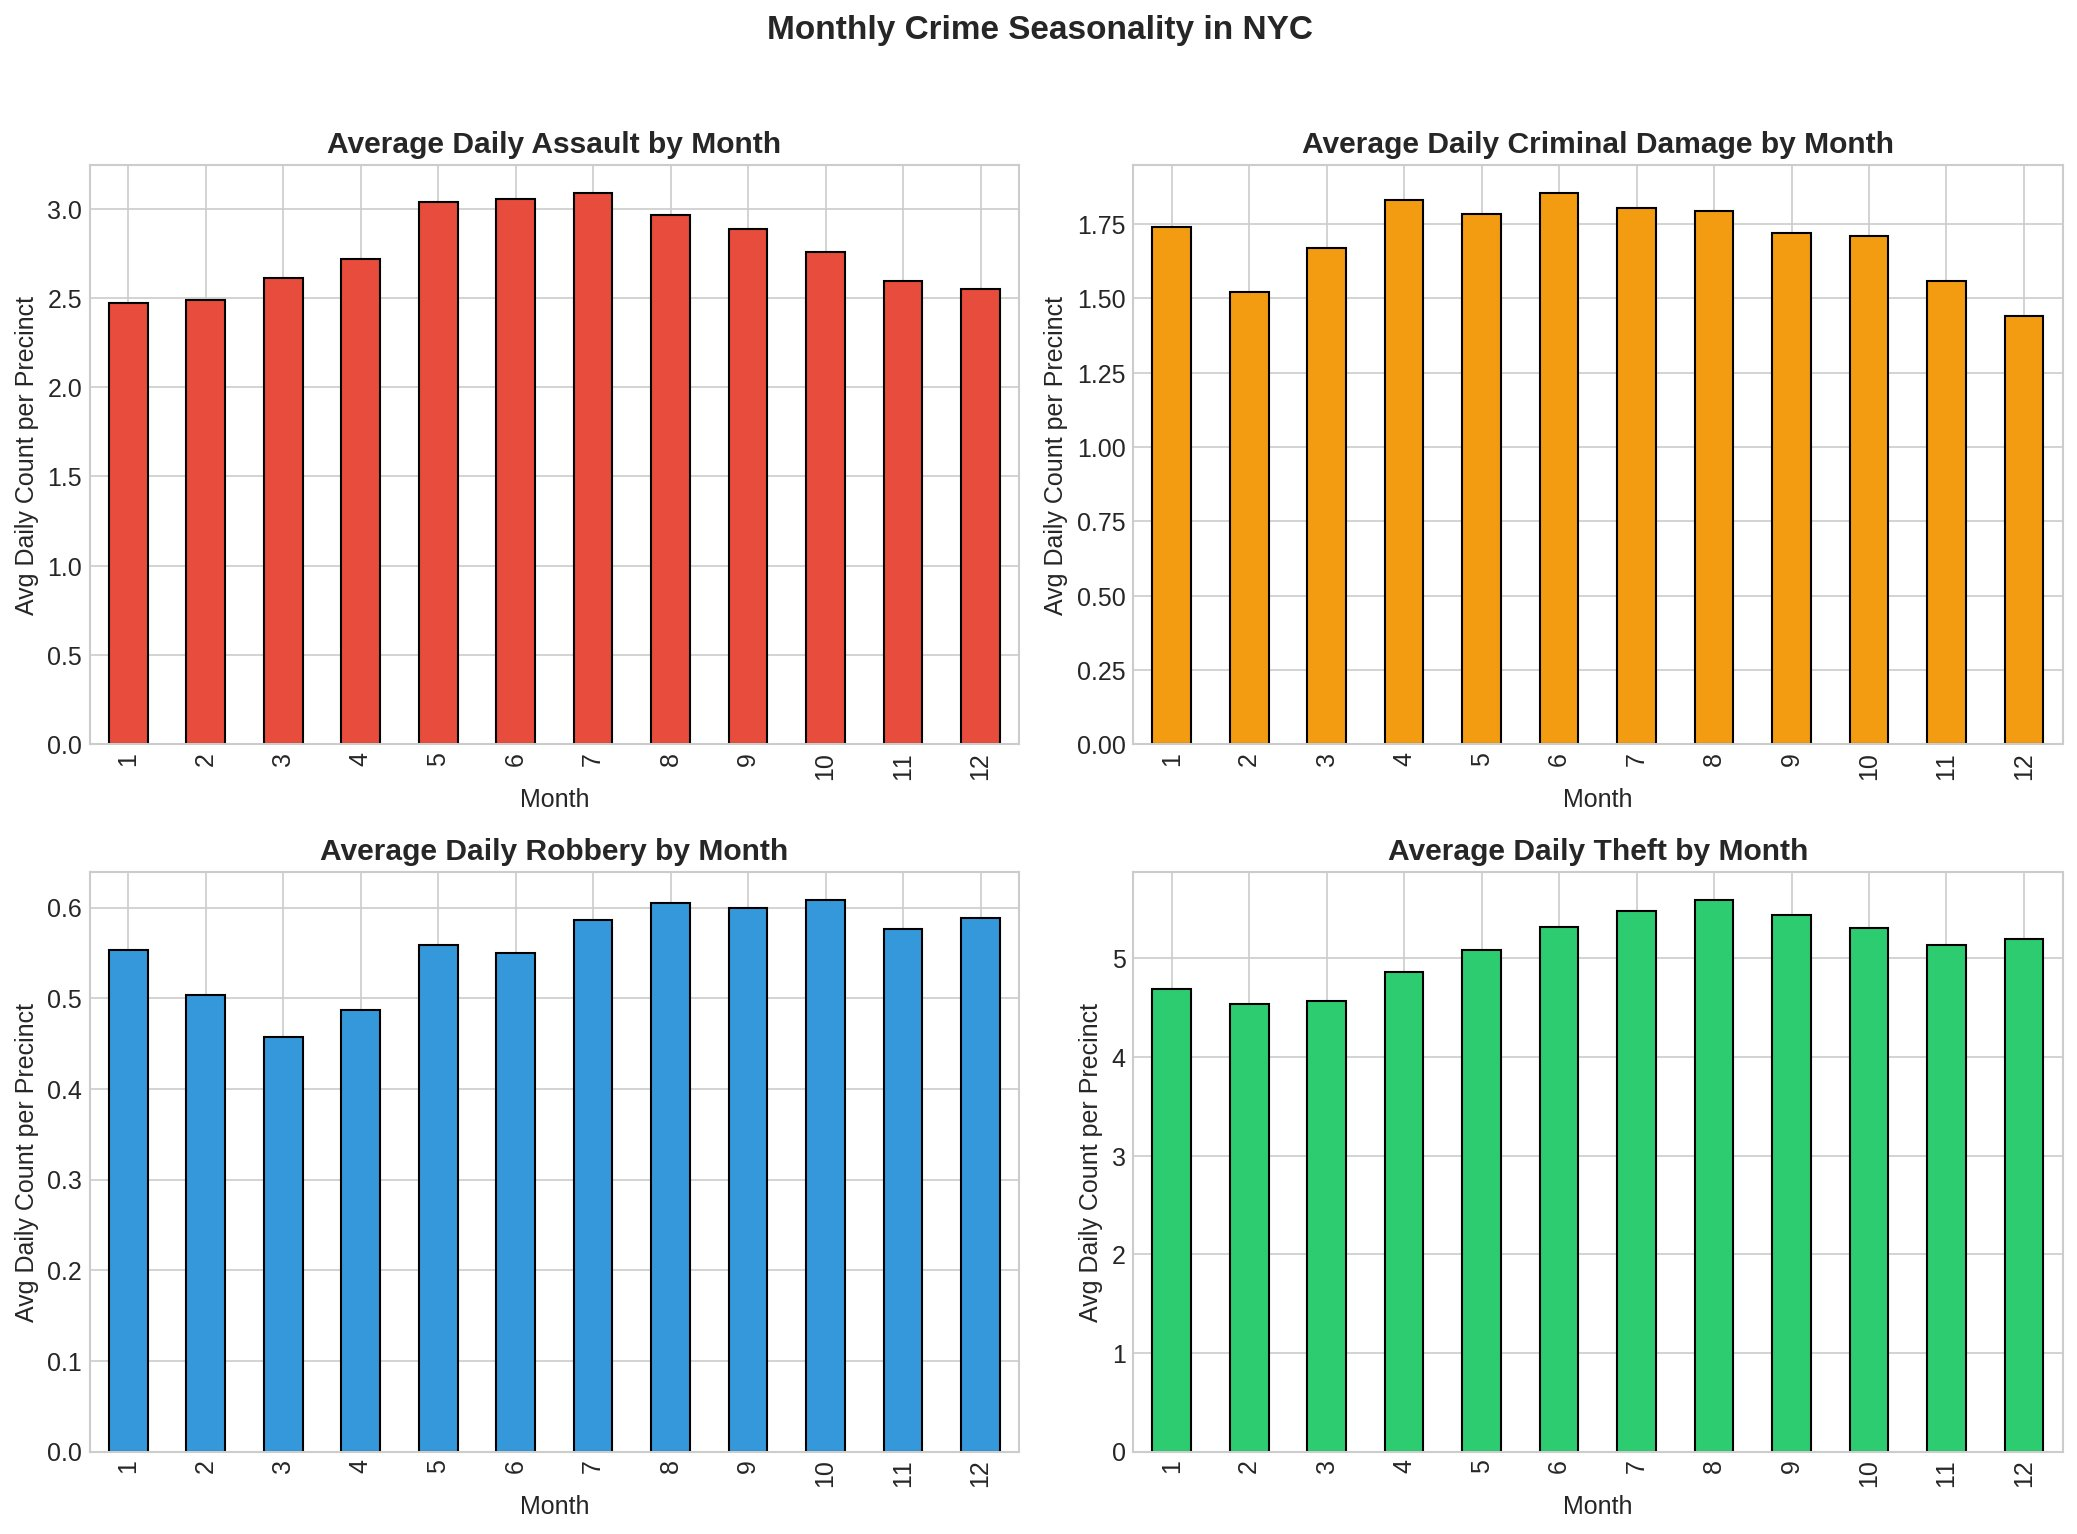 Monthly Crime Seasonality in NYC
Average Daily Assault by Month
Avg Daily Count per Precinct
3.0
2.5
2.0
1.5
1.0
0.5
0.0
1 2 3 4 5 6 7 8 9 10 11 12
Month
Average Daily Criminal Damage by Month
Avg Daily Count per Precinct
1.75
1.50
1.25
1.00
0.75
0.50
0.25
0.00
1 2 3 4 5 6 7 8 9 10 11 12
Month
Average Daily Robbery by Month
Avg Daily Count per Precinct
0.6
0.5
0.4
0.3
0.2
0.1
0.0
1 2 3 4 5 6 7 8 9 10 11 12
Month
Average Daily Theft by Month
Avg Daily Count per Precinct
5
4
3
2
1
0
1 2 3 4 5 6 7 8 9 10 11 12
Month